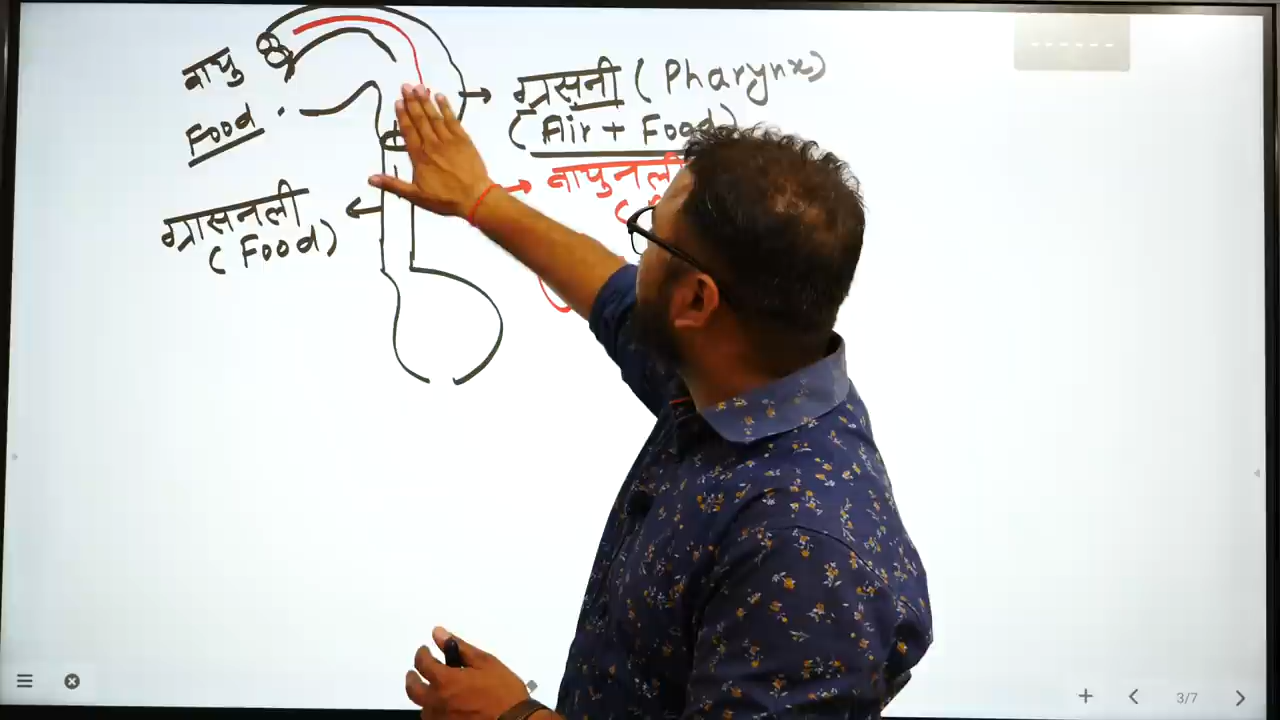 वायु
Food
ग्रसनी (Pharynx)
(Air + Food)
वायुनली
ग्रासनली
(Food)
3/7